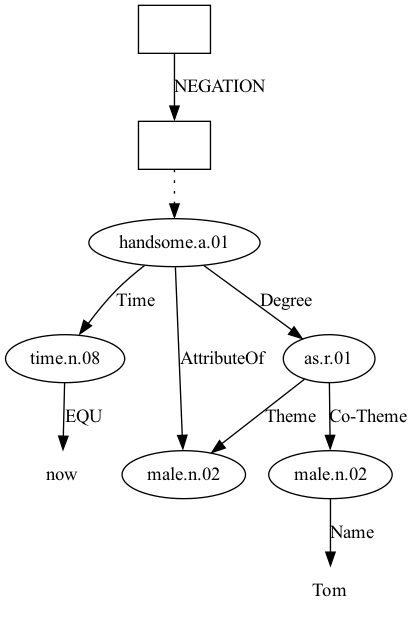 NEGATION
handsome.a.01
Time
Degree
time.n.08
AttributeOf
as.r.01
EQU
Theme
Co-Theme
now
male.n.02
male.n.02
Name
Tom